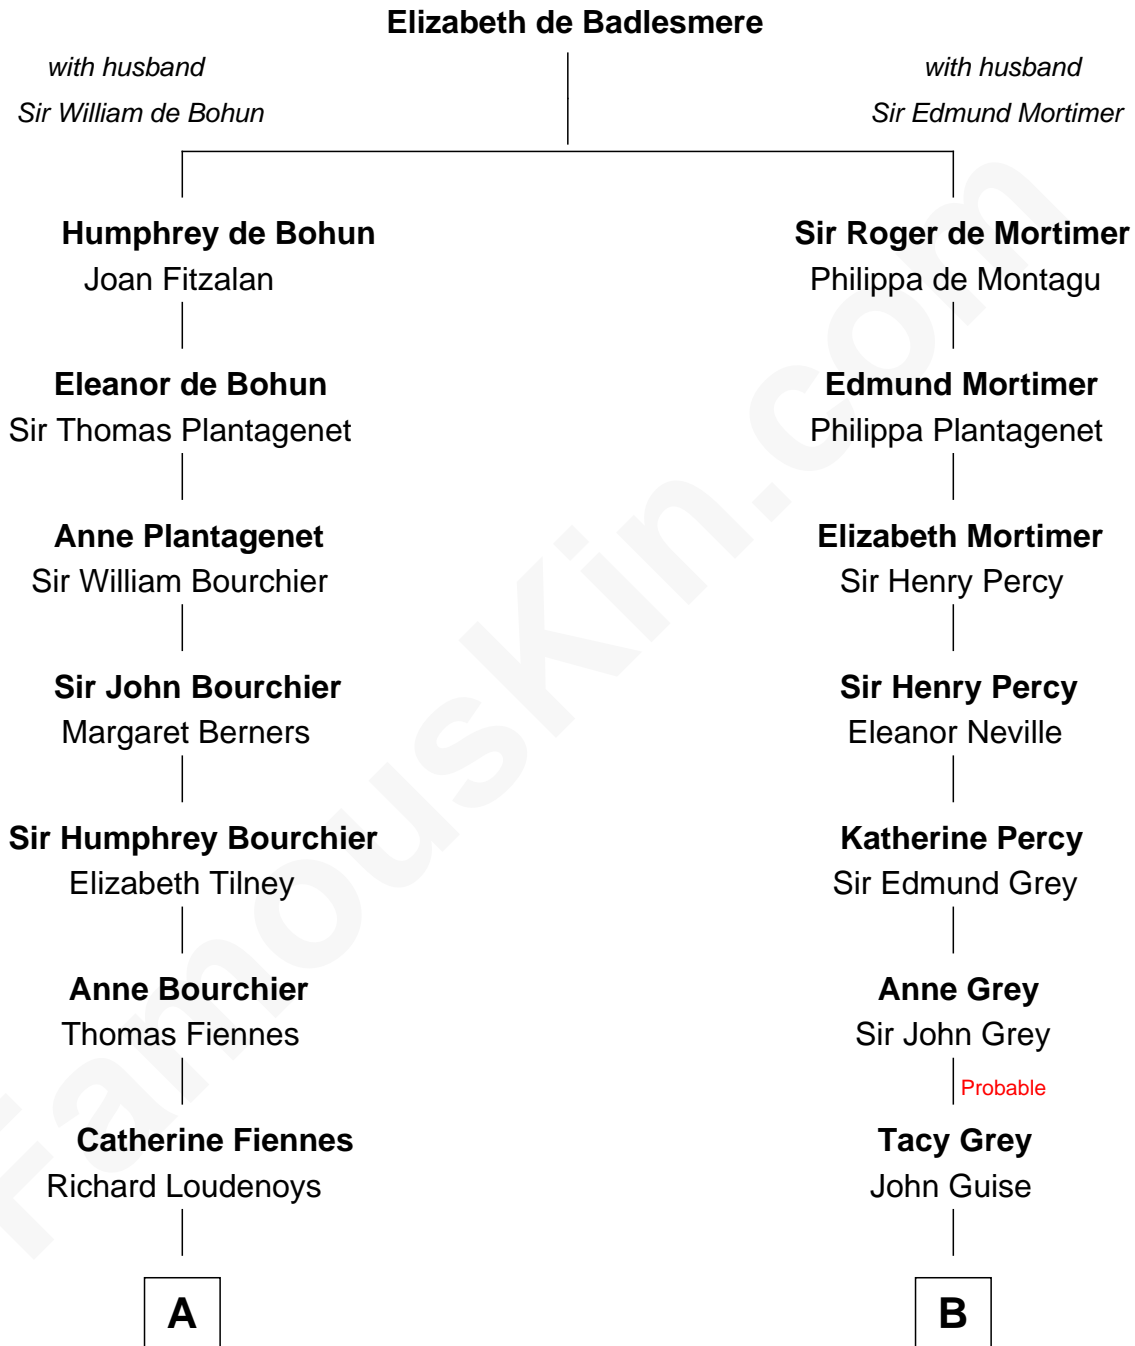 Elizabeth de Badlesmere
with husband
Sir William de Bohun
with husband
Sir Edmund Mortimer
Humphrey de Bohun
Joan Fitzalan
Sir Roger de Mortimer
Philippa de Montagu
Eleanor de Bohun
Sir Thomas Plantagenet
Edmund Mortimer
Philippa Plantagenet
Anne Plantagenet
Sir William Bourchier
Elizabeth Mortimer
Sir Henry Percy
Sir John Bourchier
Margaret Berners
Sir Henry Percy
Eleanor Neville
Sir Humphrey Bourchier
Elizabeth Tilney
Katherine Percy
Sir Edmund Grey
Anne Bourchier
Thomas Fiennes
Anne Grey
Sir John Grey
Probable
Catherine Fiennes
Richard Loudenoys
Tacy Grey
John Guise
A
B
FamousKin.com